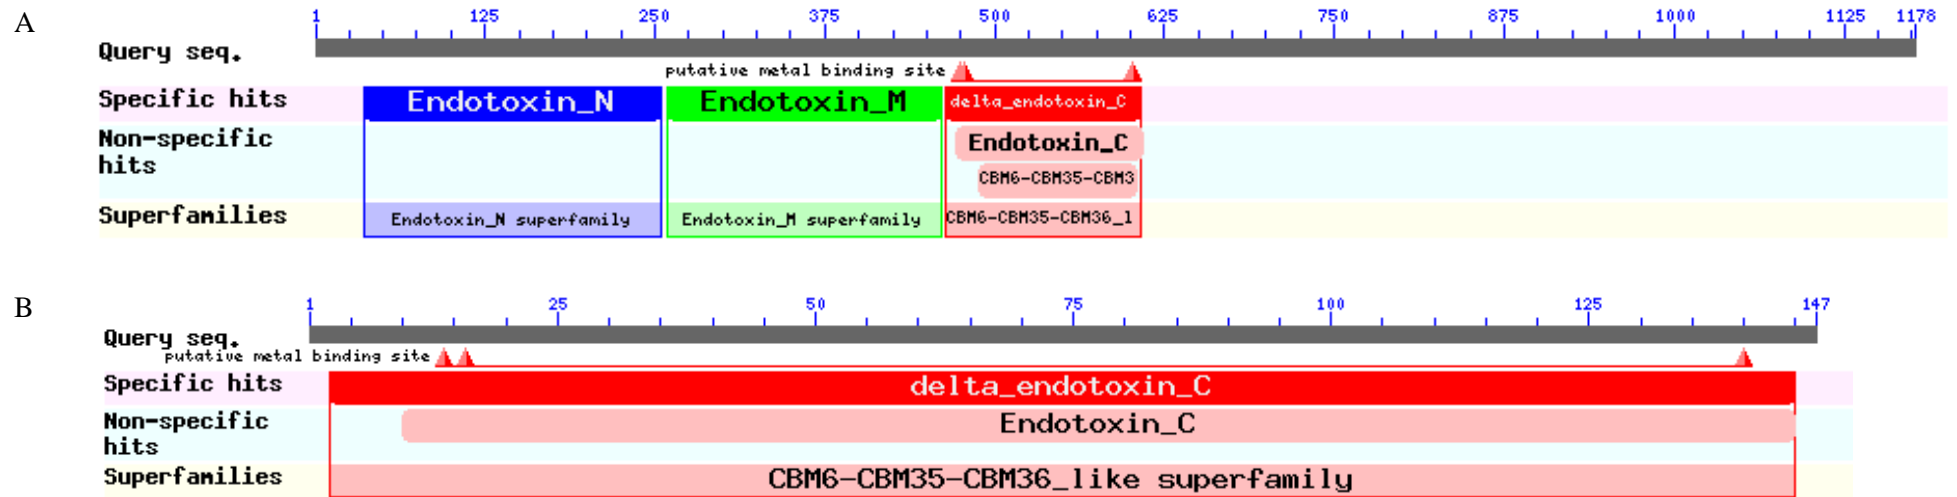 A
1 125 250 375 500 625 750 875 1000 1125 1178
Query seq.
putative metal binding site
Specific hits Endotoxin_N Endotoxin_M delta_endotoxin_C
Non-specific
hits
Endotoxin_C
CBM6-CBM35-CBM3
Superfamilies Endotoxin_N superfamily Endotoxin_M superfamily CBM6-CBM35-CBM36_l
B
1 25 50 75 100 125 147
Query seq.
putative metal binding site
Specific hits delta_endotoxin_C
Non-specific
hits
Endotoxin_C
Superfamilies CBM6-CBM35-CBM36_like superfamily